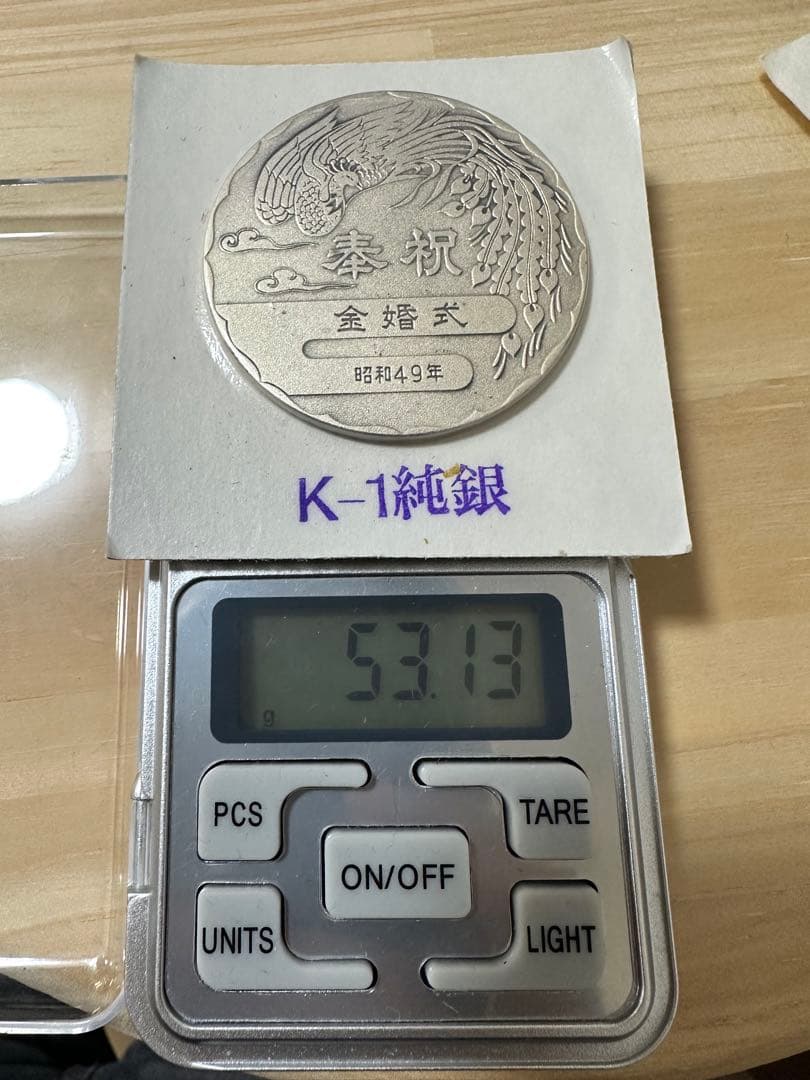 奉祝
金婚式
昭和49年
K-1純銀
53.13
g
PCS
TARE
ON/OFF
UNITS
LIGHT